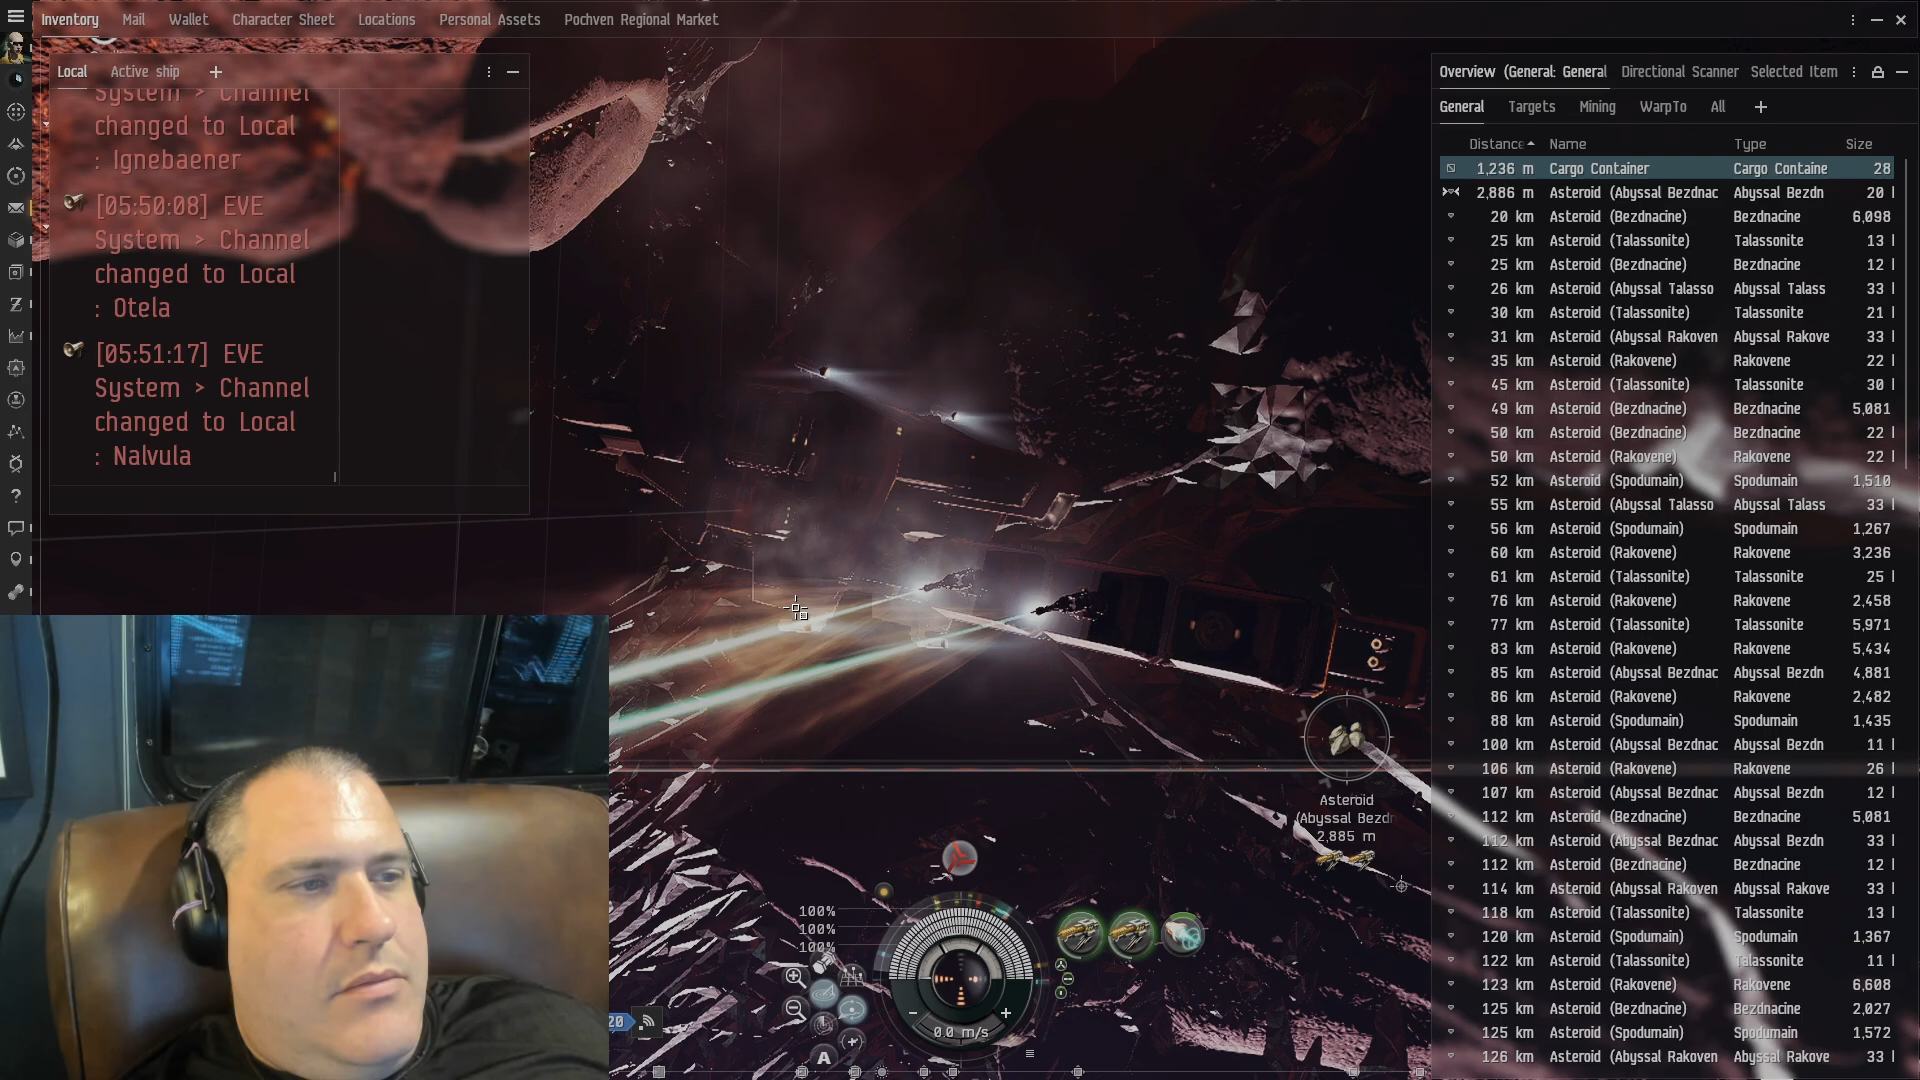 Inventory Mail Wallet Character Sheet Locations Personal Assets Pochven Regional Market
Local Active ship
System > Channel
changed to Local
: Ignebaener
[05:50:08] EVE
System > Channel
changed to Local
: Otela
[05:51:17] EVE
System > Channel
changed to Local
: Nalvula
Overview (General: General Directional Scanner Selected Item
General Targets Mining WarpTo All
Distance Name Type Size
1,236 m Cargo Container Cargo Containe 28
2,886 m Asteroid (Abyssal Bezdnac Abyssal Bezdn 20
20 km Asteroid (Bezdnacine) Bezdnacine 6,098
25 km Asteroid (Talassonite) Talassonite 13
25 km Asteroid (Bezdnacine) Bezdnacine 12
26 km Asteroid (Abyssal Talasso Abyssal Talass 33
30 km Asteroid (Talassonite) Talassonite 21
31 km Asteroid (Abyssal Rakoven Abyssal Rakove 33
35 km Asteroid (Rakovene) Rakovene 22
45 km Asteroid (Talassonite) Talassonite 30
49 km Asteroid (Bezdnacine) Bezdnacine 5,081
50 km Asteroid (Bezdnacine) Bezdnacine 22
50 km Asteroid (Rakovene) Rakovene 22
52 km Asteroid (Spodumain) Spodumain 1,510
55 km Asteroid (Abyssal Talasso Abyssal Talass 33
56 km Asteroid (Spodumain) Spodumain 1,267
60 km Asteroid (Rakovene) Rakovene 3,236
61 km Asteroid (Talassonite) Talassonite 25
76 km Asteroid (Rakovene) Rakovene 2,458
77 km Asteroid (Talassonite) Talassonite 5,971
83 km Asteroid (Rakovene) Rakovene 5,434
85 km Asteroid (Abyssal Bezdnac Abyssal Bezdn 4,881
86 km Asteroid (Rakovene) Rakovene 2,482
88 km Asteroid (Spodumain) Spodumain 1,435
100 km Asteroid (Abyssal Bezdnac Abyssal Bezdn 11
106 km Asteroid (Rakovene) Rakovene 26
107 km Asteroid (Abyssal Bezdnac Abyssal Bezdn 12
112 km Asteroid (Bezdnacine) Bezdnacine 5,081
112 km Asteroid (Abyssal Bezdnac Abyssal Bezdn 33
112 km Asteroid (Bezdnacine) Bezdnacine 12
114 km Asteroid (Abyssal Rakoven Abyssal Rakove 33
118 km Asteroid (Talassonite) Talassonite 13
120 km Asteroid (Spodumain) Spodumain 1,367
122 km Asteroid (Talassonite) Talassonite 11
123 km Asteroid (Rakovene) Rakovene 6,608
125 km Asteroid (Bezdnacine) Bezdnacine 2,027
125 km Asteroid (Spodumain) Spodumain 1,572
126 km Asteroid (Abyssal Rakoven Abyssal Rakove 33
Asteroid
(Abyssal Bezdn
2,885 m
100%
100%
100%
0.0 m/s
20
A